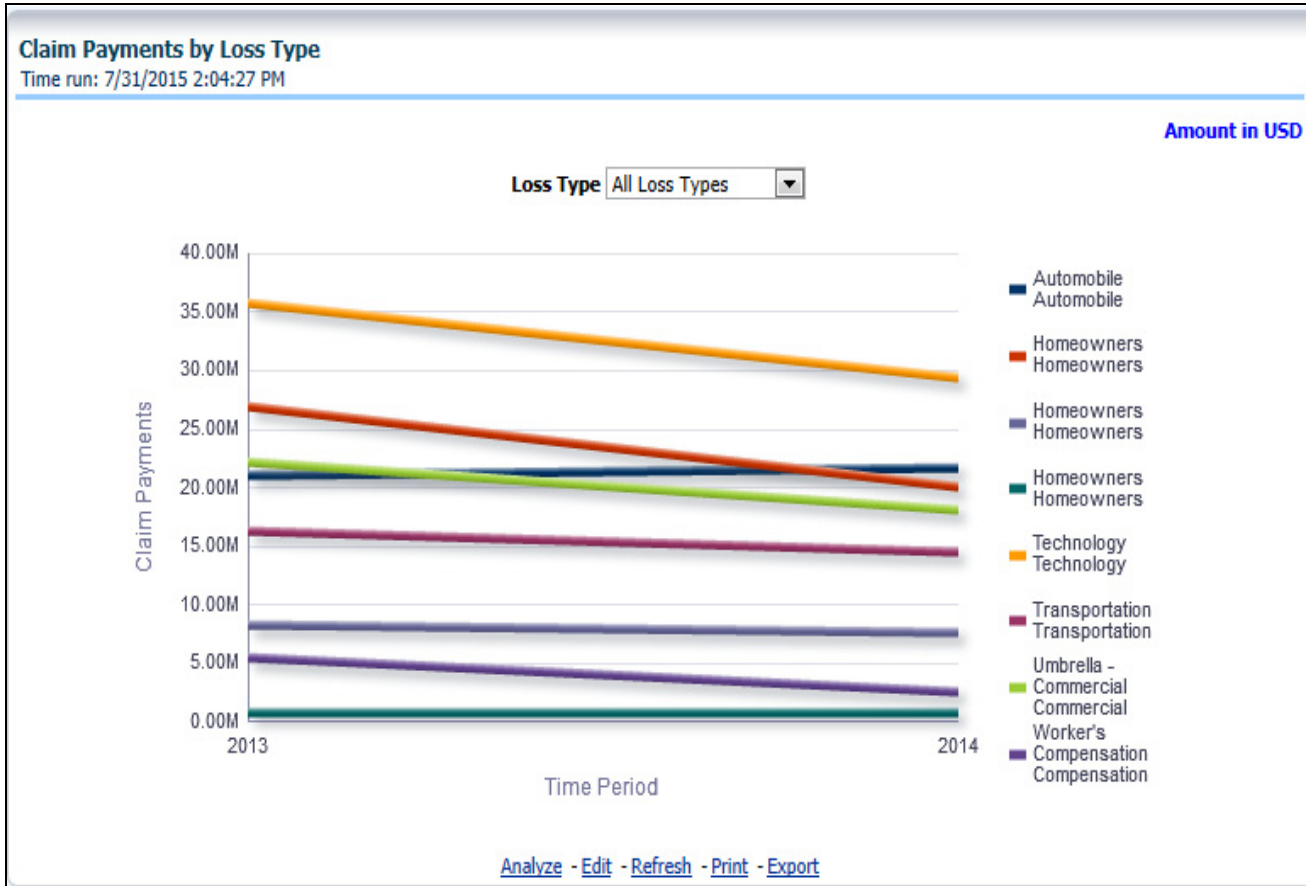 Claim Payments by Loss Type
Time run: 7/31/2015 2:04:27 PM
Amount in USD
Loss Type All Loss Types
40.00M
35.00M
30.00M
25.00M
20.00M
15.00M
10.00M
5.00M
0.00M
Claim Payments
2013
2014
Time Period
Automobile
Automobile
Homeowners
Homeowners
Homeowners
Homeowners
Homeowners
Homeowners
Technology
Technology
Transportation
Transportation
Umbrella -
Commercial
Commercial
Worker's
Compensation
Compensation
Analyze - Edit - Refresh - Print - Export